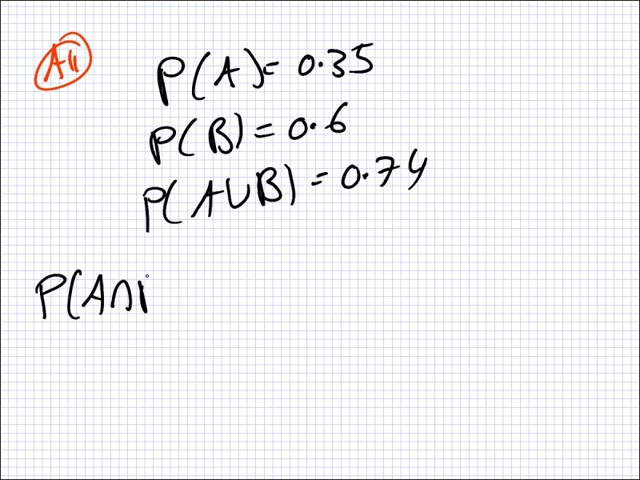 A4
P(A) = 0.35
P(B) = 0.6
P(A∪B) = 0.74
P(A∩